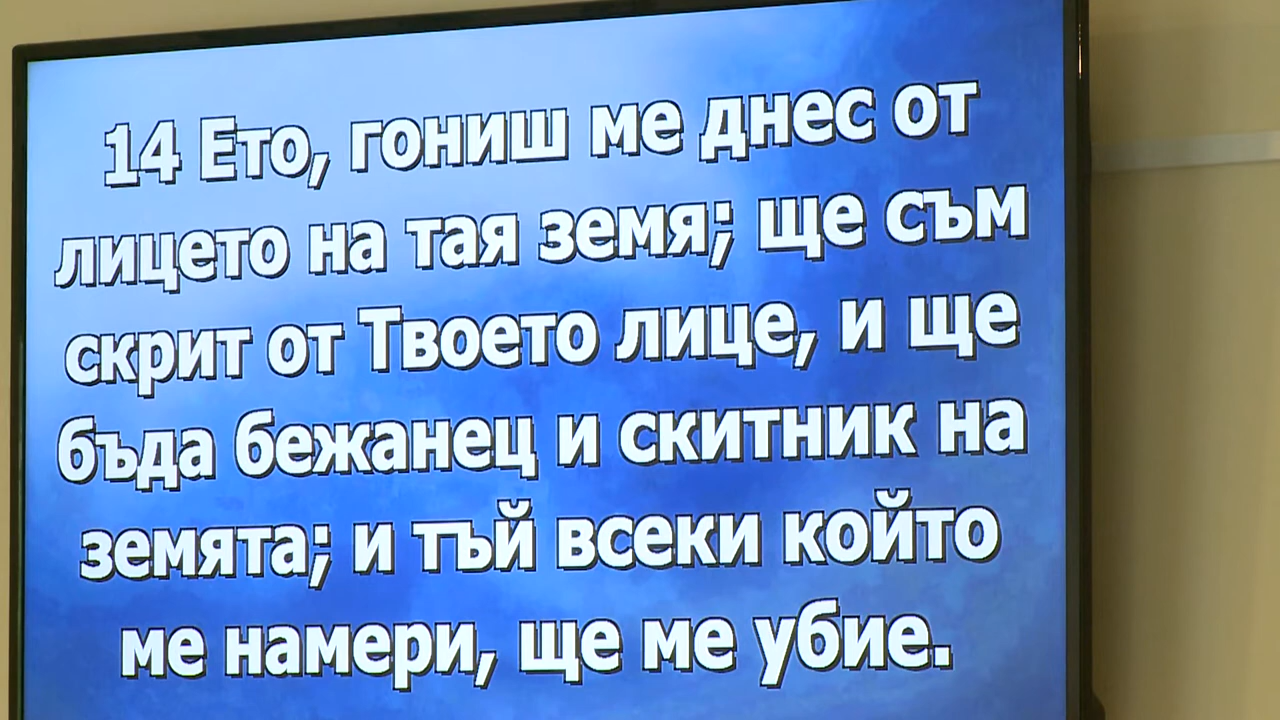 14 Ето, гониш ме днес от
лицето на тая земя; ще съм
скрит от Твоето лице, и ще
бъда бежанец и скитник на
земята; и тъй всеки който
ме намери, ще ме убие.